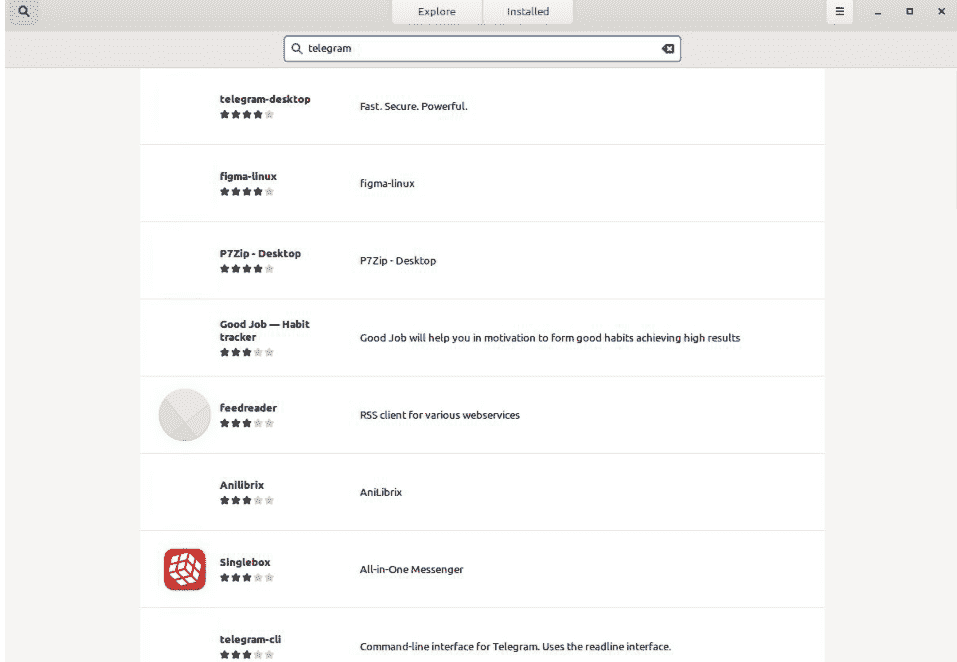 Explore Installed
telegram
telegram-desktop
Fast. Secure. Powerful.
figma-linux
figma-linux
P7Zip - Desktop
P7Zip - Desktop
Good Job — Habit
tracker
Good Job will help you in motivation to form good habits achieving high results
feedreader
RSS client for various webservices
Anilibrix
AniLibrix
Singlebox
All-in-One Messenger
telegram-cli
Command-line interface for Telegram. Uses the readline interface.